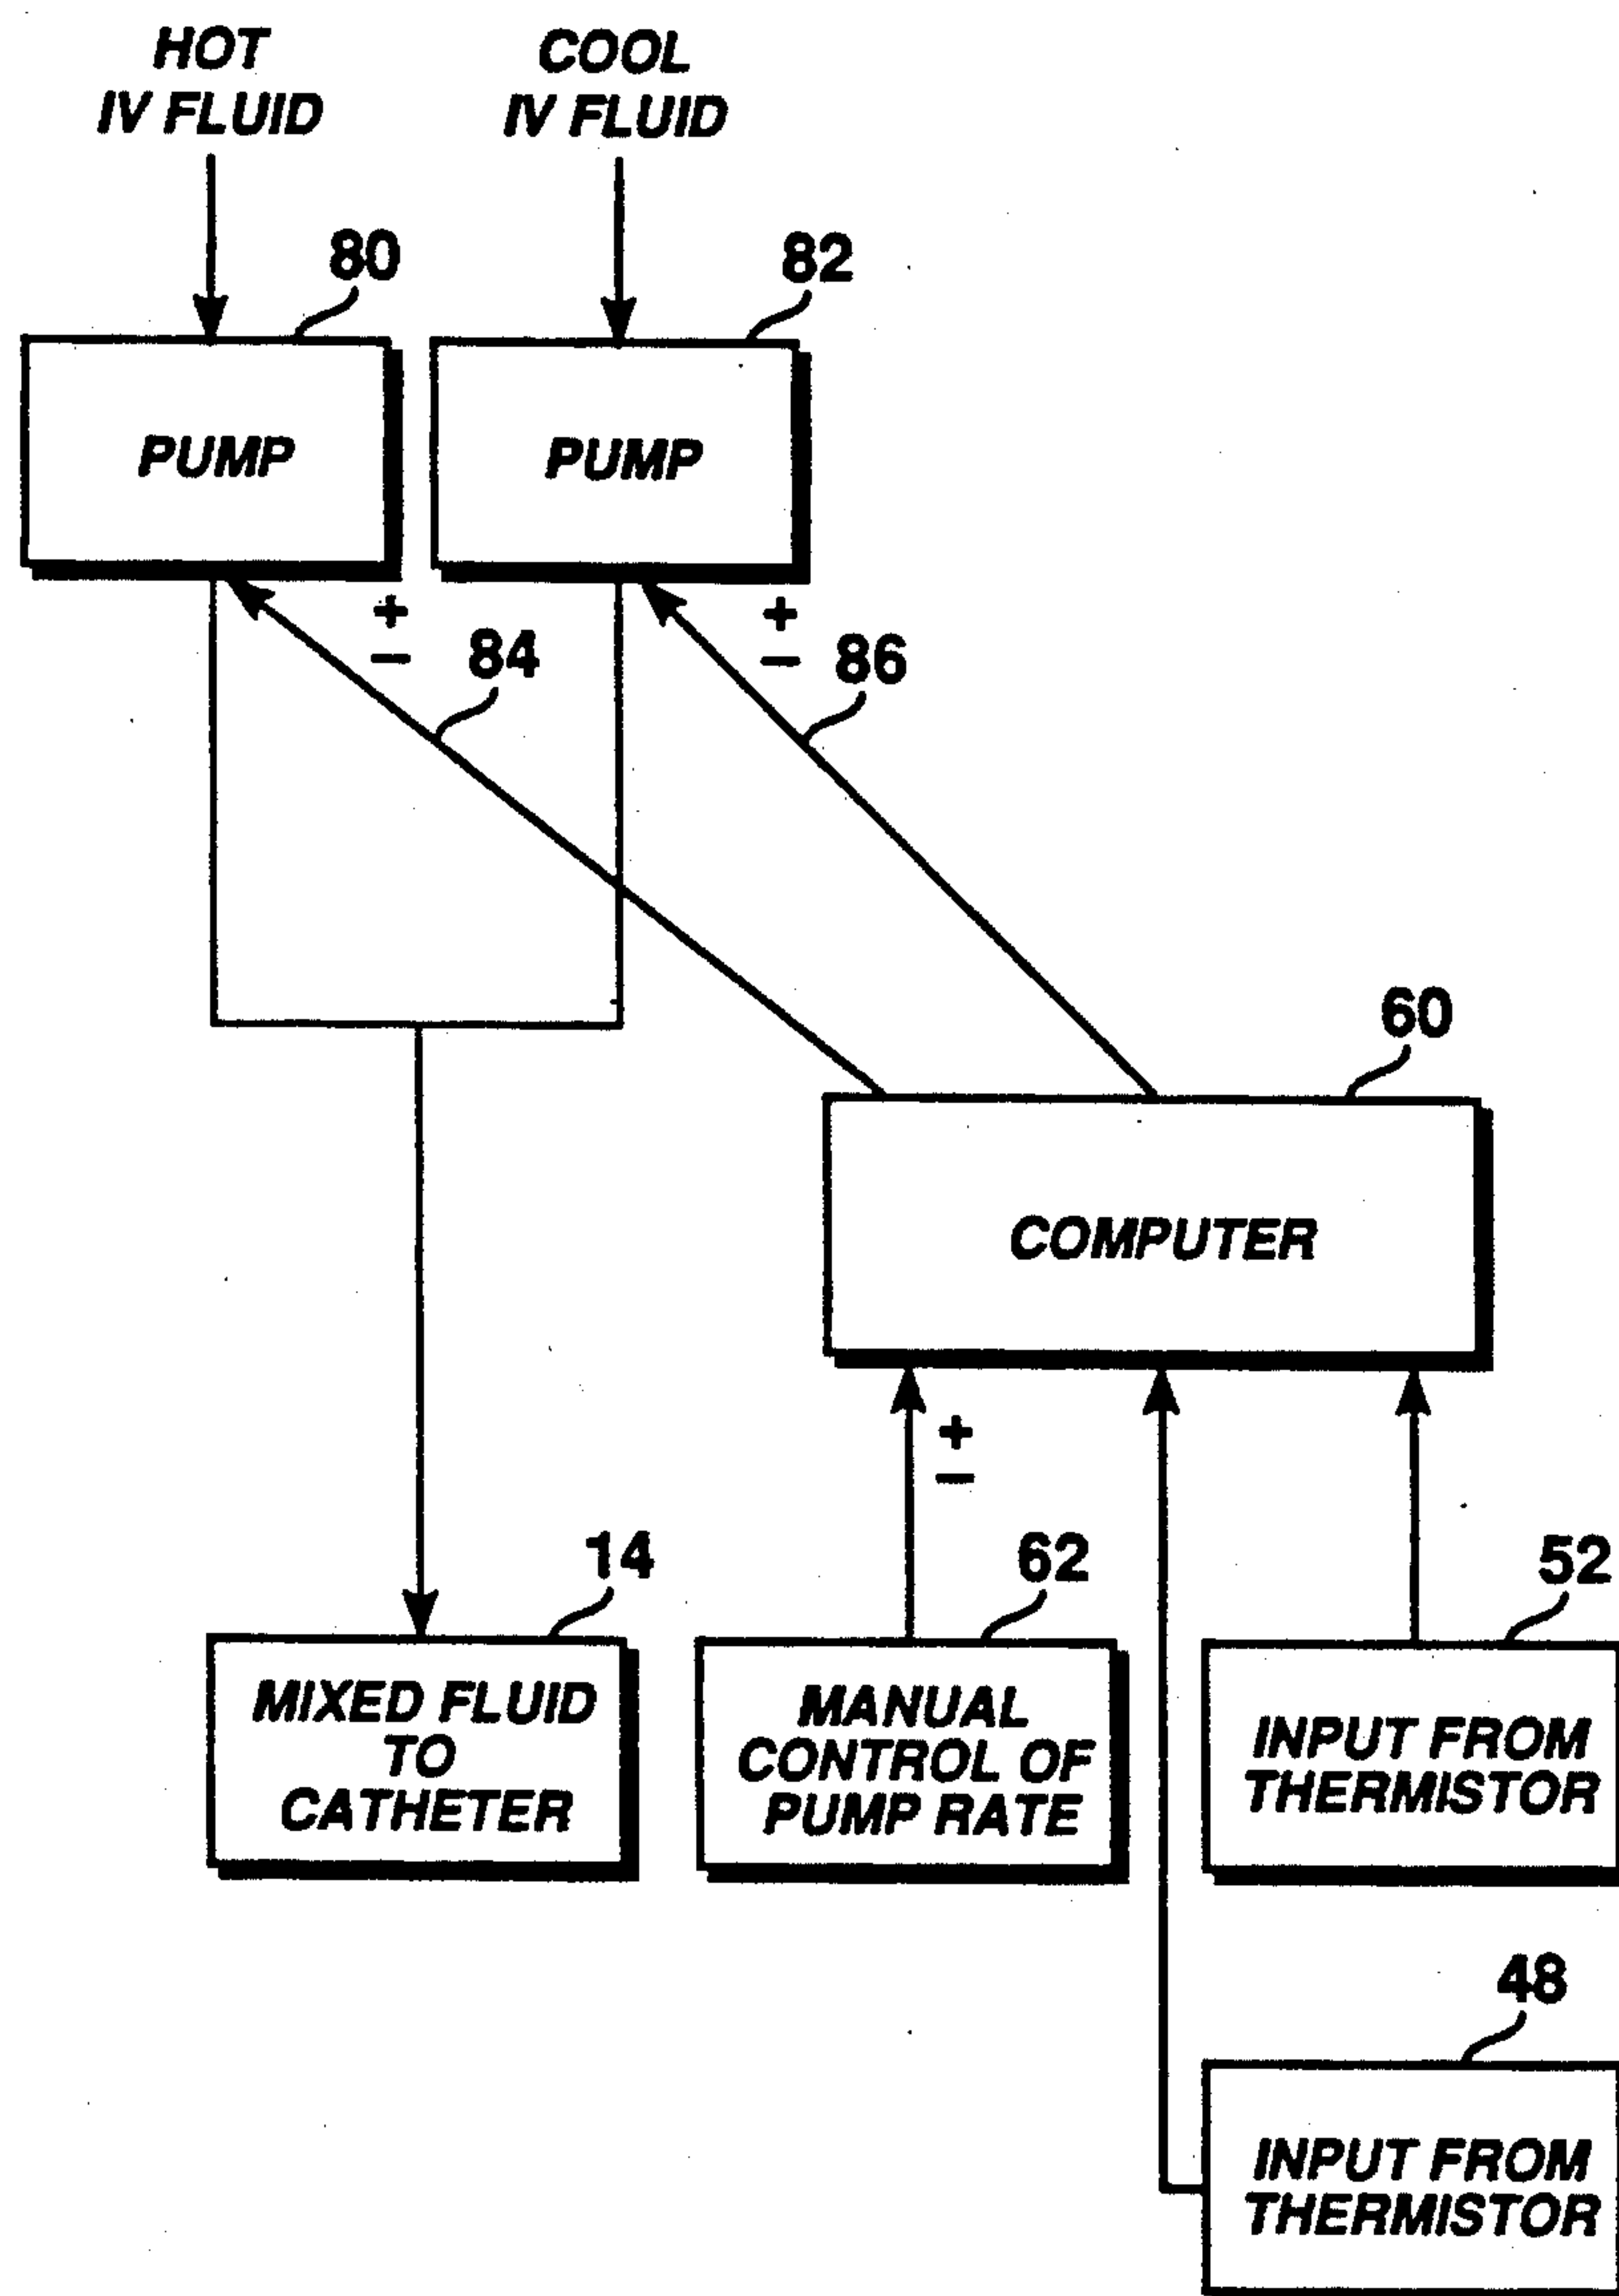 HOT
IV FLUID
COOL
IV FLUID
80
82
PUMP
PUMP
+
−
84
+
−
86
60
COMPUTER
+
−
14
62
52
MIXED FLUID
TO
CATHETER
MANUAL
CONTROL OF
PUMP RATE
INPUT FROM
THERMISTOR
48
INPUT FROM
THERMISTOR